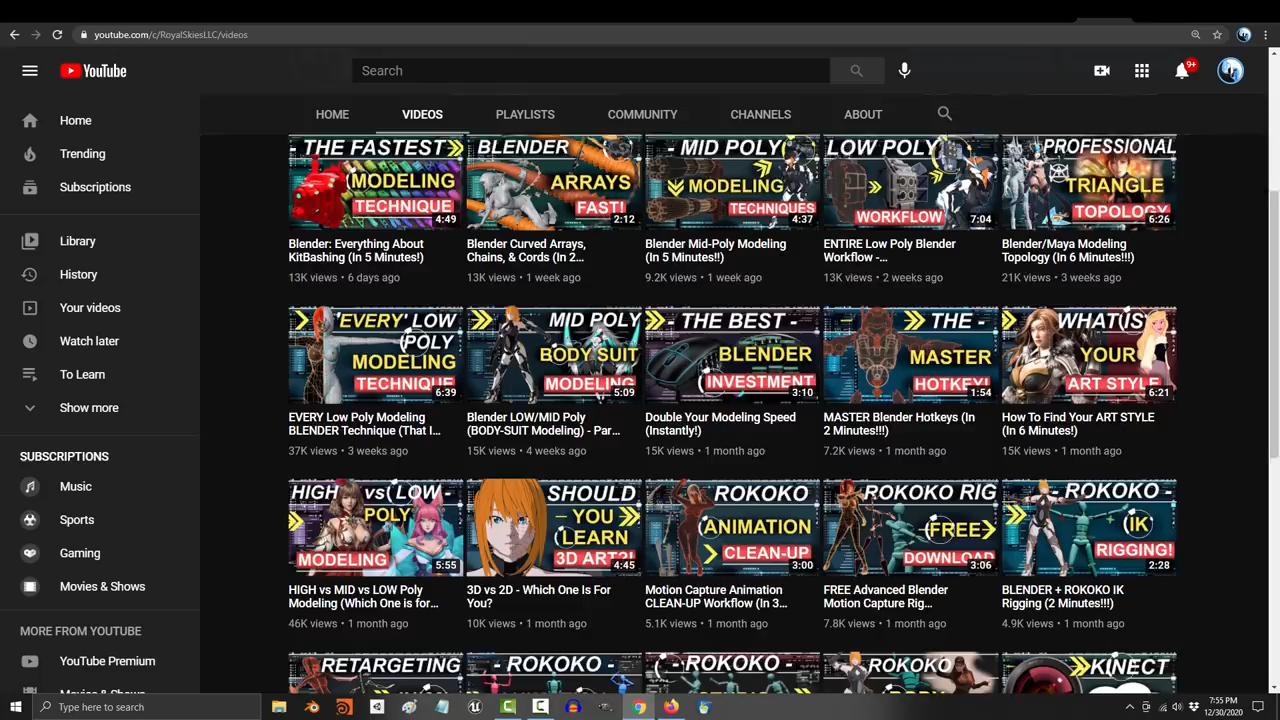 youtube.com/c/RoyalSkiesLLC/videos
YouTube
Search
9+
HOME
VIDEOS
PLAYLISTS
COMMUNITY
CHANNELS
ABOUT
Home
Trending
Subscriptions
Library
History
Your videos
Watch later
To Learn
Show more
SUBSCRIPTIONS
Music
Sports
Gaming
Movies & Shows
MORE FROM YOUTUBE
YouTube Premium
Movies & Shows
- THE FASTEST
MODELING
TECHNIQUE
4:49
Blender: Everything About
KitBashing (In 5 Minutes!)
13K views • 6 days ago
BLENDER
ARRAYS
FAST!
2:12
Blender Curved Arrays,
Chains, & Cords (In 2...
13K views • 1 week ago
- MID POLY
MODELING
TECHNIQUES
4:37
Blender Mid-Poly Modeling
(In 5 Minutes!!)
9.2K views • 1 week ago
LOW POLY
WORKFLOW
7:04
ENTIRE Low Poly Blender
Workflow -...
13K views • 2 weeks ago
PROFESSIONAL
TRIANGLE
TOPOLOGY
6:26
Blender/Maya Modeling
Topology (In 6 Minutes!!!)
21K views • 3 weeks ago
'EVERY' LOW
POLY
MODELING
TECHNIQUE
6:39
EVERY Low Poly Modeling
BLENDER Technique (That I...
37K views • 3 weeks ago
MID POLY
BODY SUIT
MODELING
5:09
Blender LOW/MID Poly
(BODY-SUIT Modeling) - Par...
15K views • 4 weeks ago
- THE BEST -
BLENDER
INVESTMENT
3:10
Double Your Modeling Speed
(Instantly!)
15K views • 1 month ago
- THE -
MASTER
HOTKEY!
1:54
MASTER Blender Hotkeys (In
2 Minutes!!!)
7.2K views • 1 month ago
WHAT IS
YOUR
ART STYLE
6:21
How To Find Your ART STYLE
(In 6 Minutes!)
15K views • 1 month ago
HIGH vs LOW -
POLY
MODELING
5:55
HIGH vs MID vs LOW Poly
Modeling (Which One is for...
46K views • 1 month ago
SHOULD
- YOU
LEARN
3D ART?!
4:45
3D vs 2D - Which One Is For
You?
10K views • 1 month ago
ROKOKO
ANIMATION
CLEAN-UP
3:00
Motion Capture Animation
CLEAN-UP Workflow (In 3...
5.1K views • 1 month ago
ROKOKO RIG
-FREE
DOWNLOAD
3:06
FREE Advanced Blender
Motion Capture Rig...
7.8K views • 1 month ago
- ROKOKO -
IK
RIGGING!
2:28
BLENDER + ROKOKO IK
Rigging (2 Minutes!!!)
4.9K views • 1 month ago
RETARGETING
- ROKOKO -
- ROKOKO -
ROKOKO
KINECT
Type here to search
7:55 PM
12/30/2020